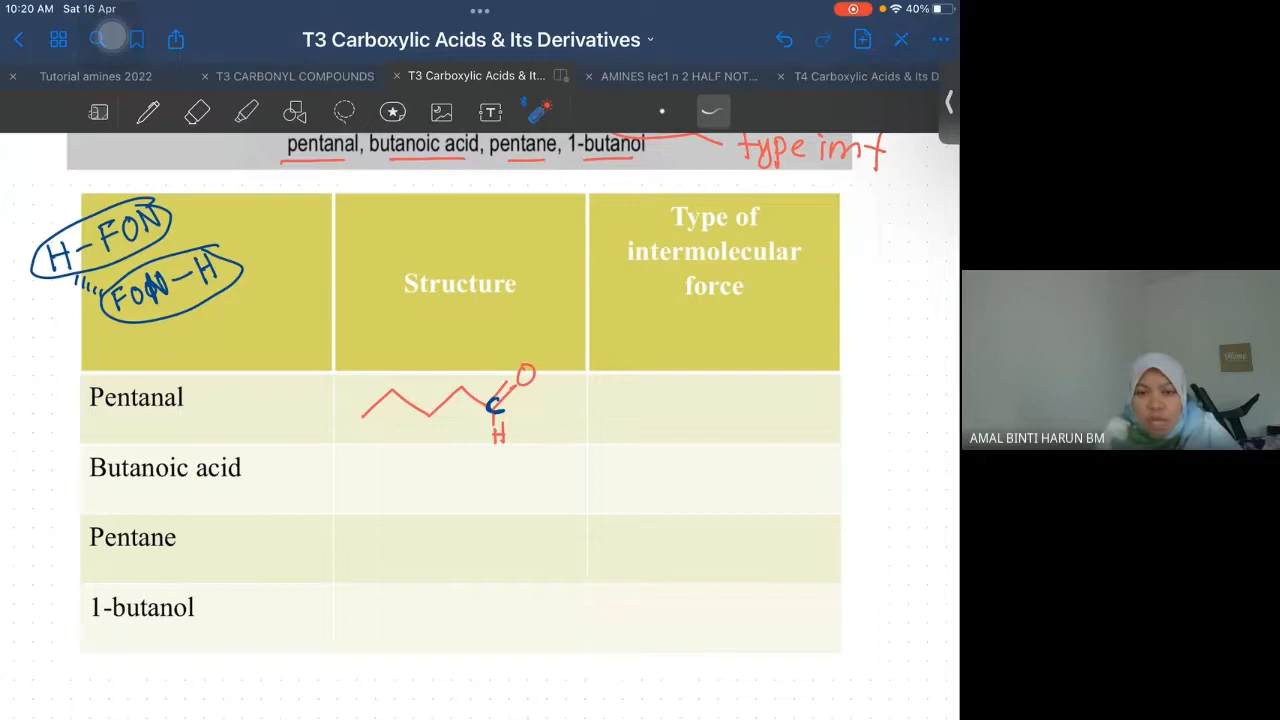 10:20 AM Sat 16 Apr
40%
T3 Carboxylic Acids & Its Derivatives
Tutorial amines 2022
T3 CARBONYL COMPOUNDS
T3 Carboxylic Acids & It...
AMINES lec1 n 2 HALF NOT...
T4 Carboxylic Acids & Its D
pentanal, butanoic acid, pentane, 1-butanol
type imf
H-FON
FON-H
Structure
Type of
intermolecular
force
Pentanal
C
O
H
Butanoic acid
Pentane
1-butanol
AMAL BINTI HARUN BM